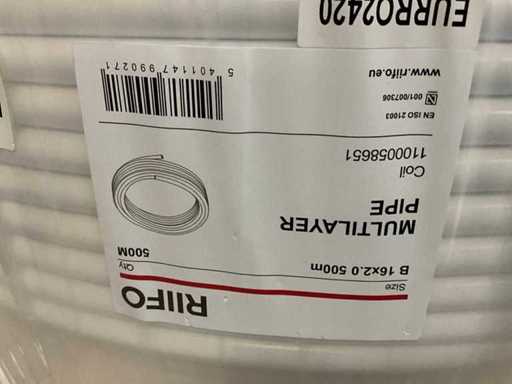 RIIFO
Size
Qty
B 16x2.0 500m
500M
MULTILAYER
PIPE
Coil
1100058651
EN ISO 21003
001/007306
www.riifo.eu
5 401147 990271
EURRO2420